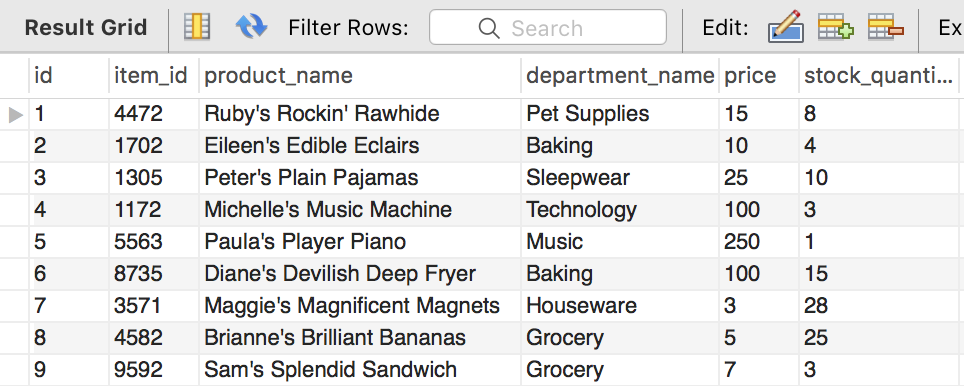 Result Grid Filter Rows: Search Edit: Ex
id item_id product_name department_name price stock_quanti...
1 4472 Ruby's Rockin' Rawhide Pet Supplies 15 8
2 1702 Eileen's Edible Eclairs Baking 10 4
3 1305 Peter's Plain Pajamas Sleepwear 25 10
4 1172 Michelle's Music Machine Technology 100 3
5 5563 Paula's Player Piano Music 250 1
6 8735 Diane's Devilish Deep Fryer Baking 100 15
7 3571 Maggie's Magnificent Magnets Houseware 3 28
8 4582 Brianne's Brilliant Bananas Grocery 5 25
9 9592 Sam's Splendid Sandwich Grocery 7 3